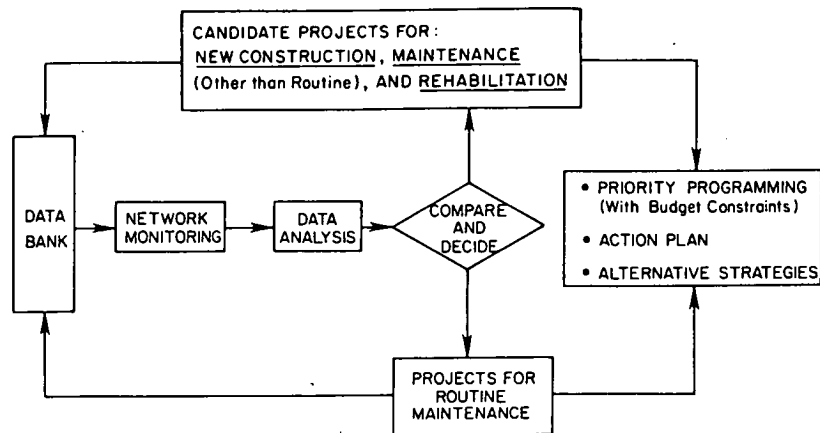 CANDIDATE PROJECTS FOR:
NEW CONSTRUCTION, MAINTENANCE
(Other than Routine), AND REHABILITATION
DATA
BANK
NETWORK
MONITORING
DATA
ANALYSIS
COMPARE
AND
DECIDE
• PRIORITY PROGRAMMING
(With Budget Constraints)
• ACTION PLAN
• ALTERNATIVE STRATEGIES
PROJECTS FOR
ROUTINE
MAINTENANCE